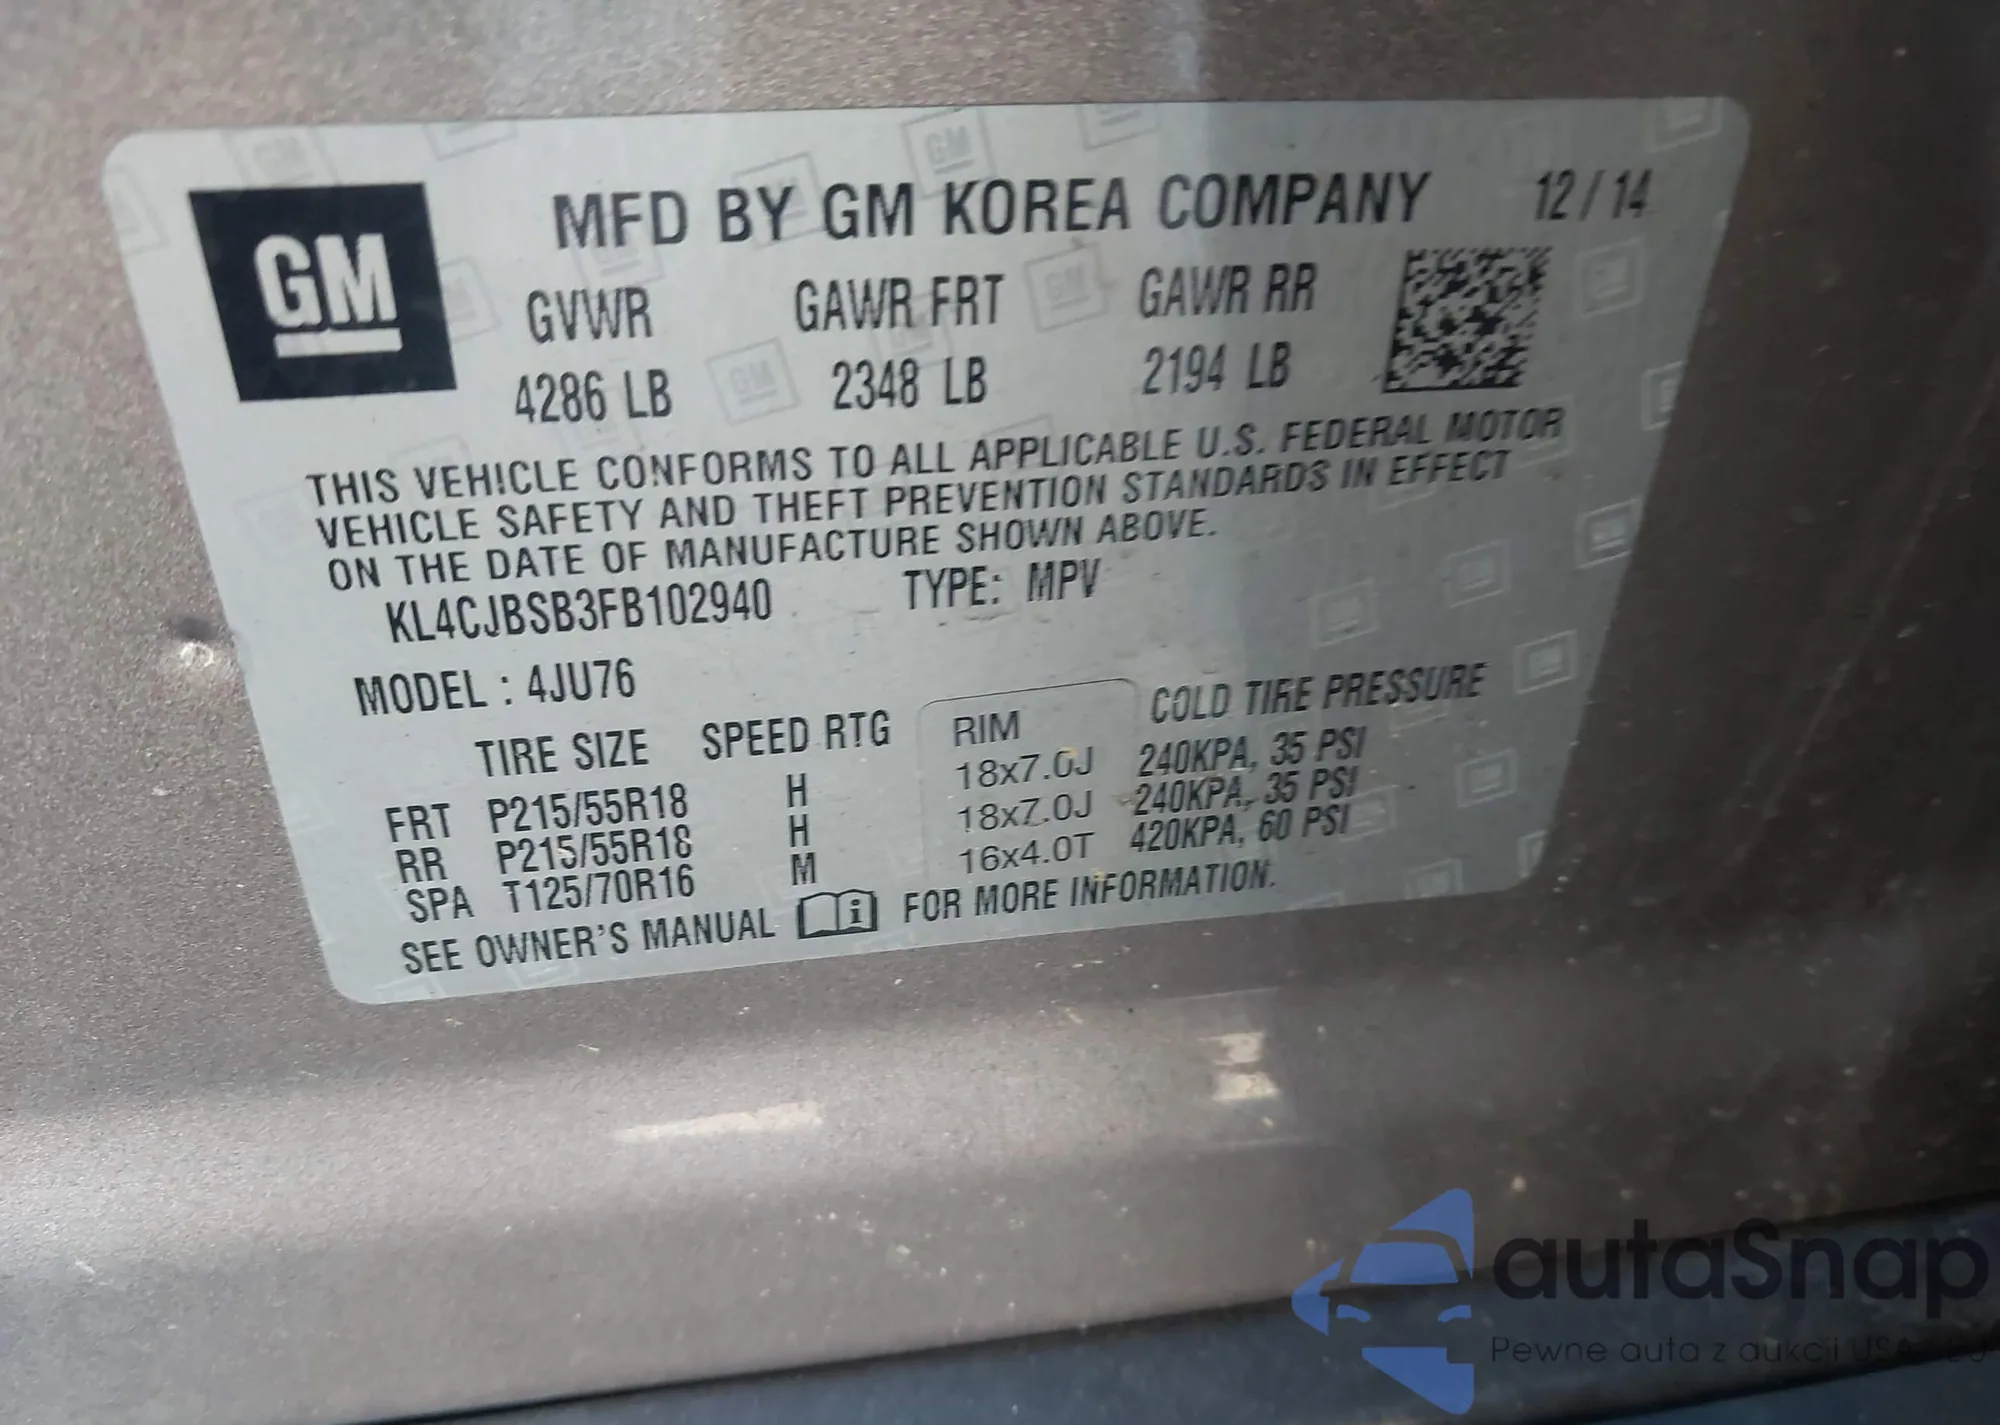 GM
MFD BY GM KOREA COMPANY 12/14
GVWR GAWR FRT GAWR RR
4286 LB 2348 LB 2194 LB
THIS VEHICLE CONFORMS TO ALL APPLICABLE U.S. FEDERAL MOTOR
VEHICLE SAFETY AND THEFT PREVENTION STANDARDS IN EFFECT
ON THE DATE OF MANUFACTURE SHOWN ABOVE.
KL4CJBSB3FB102940 TYPE: MPV
MODEL : 4JU76
TIRE SIZE SPEED RTG RIM COLD TIRE PRESSURE
FRT P215/55R18 H 18x7.0J 240KPA, 35 PSI
RR P215/55R18 H 18x7.0J 240KPA, 35 PSI
SPA T125/70R16 M 16x4.0T 420KPA, 60 PSI
SEE OWNER'S MANUAL i FOR MORE INFORMATION.
autaSnap
Pewne auta z aukcji USA